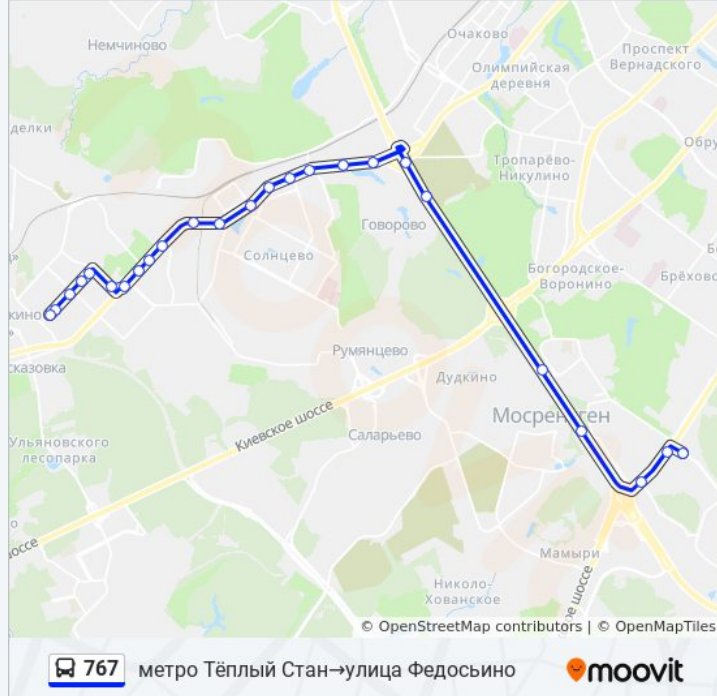 Немчиново
Очаково
Проспект
Вернадского
Олимпийская
деревня
делки
Обру
Тропарёво-
Никулино
Говорово
Солнцево
Богородское-
Воронино
Брёхово
кино
сказовка
Румянцево
Дудкино
Мосрентген
Киевское шоссе
Саларьево
Ульяновского
лесопарка
Мамыри
ое шоссе
Николо-
Хованское
оссе
© OpenStreetMap contributors | © OpenMapTiles
767 метро Тёплый Стан→улица Федосьино
moovit